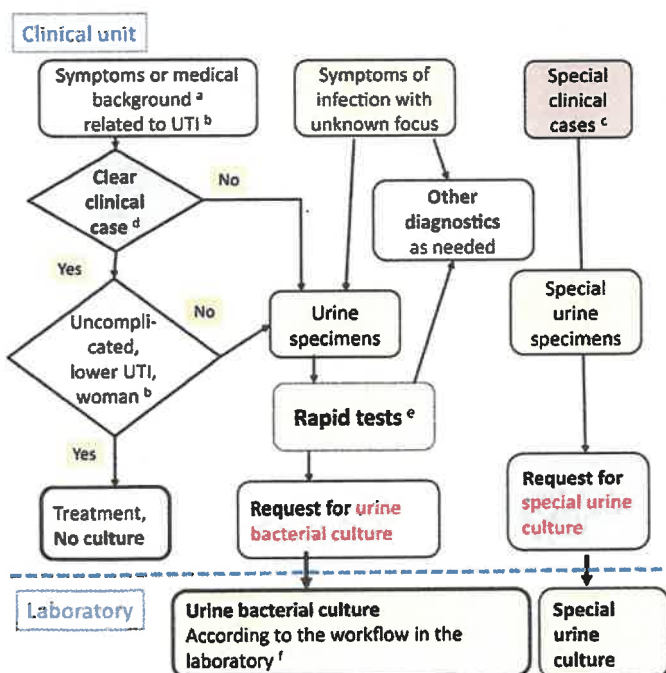 Clinical unit
Symptoms or medical
background a
related to UTI b
Symptoms of
infection with
unknown focus
Special
clinical
cases c
Clear
clinical
case d
No
Other
diagnostics
as needed
Yes
Uncompli-
cated,
lower UTI,
woman b
No
Urine
specimens
Special
urine
specimens
Rapid tests e
Yes
Treatment,
No culture
Request for urine
bacterial culture
Request for
special urine
culture
Laboratory
Urine bacterial culture
According to the workflow in the
laboratory f
Special
urine
culture